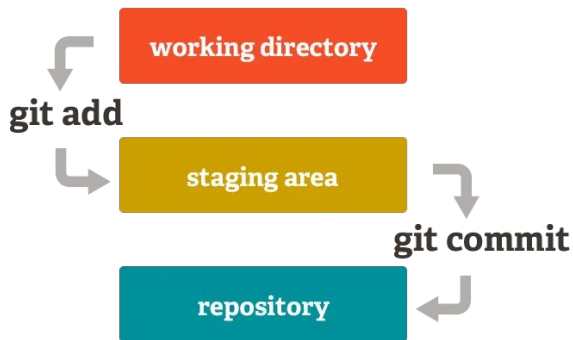 working directory
git add
staging area
git commit
repository